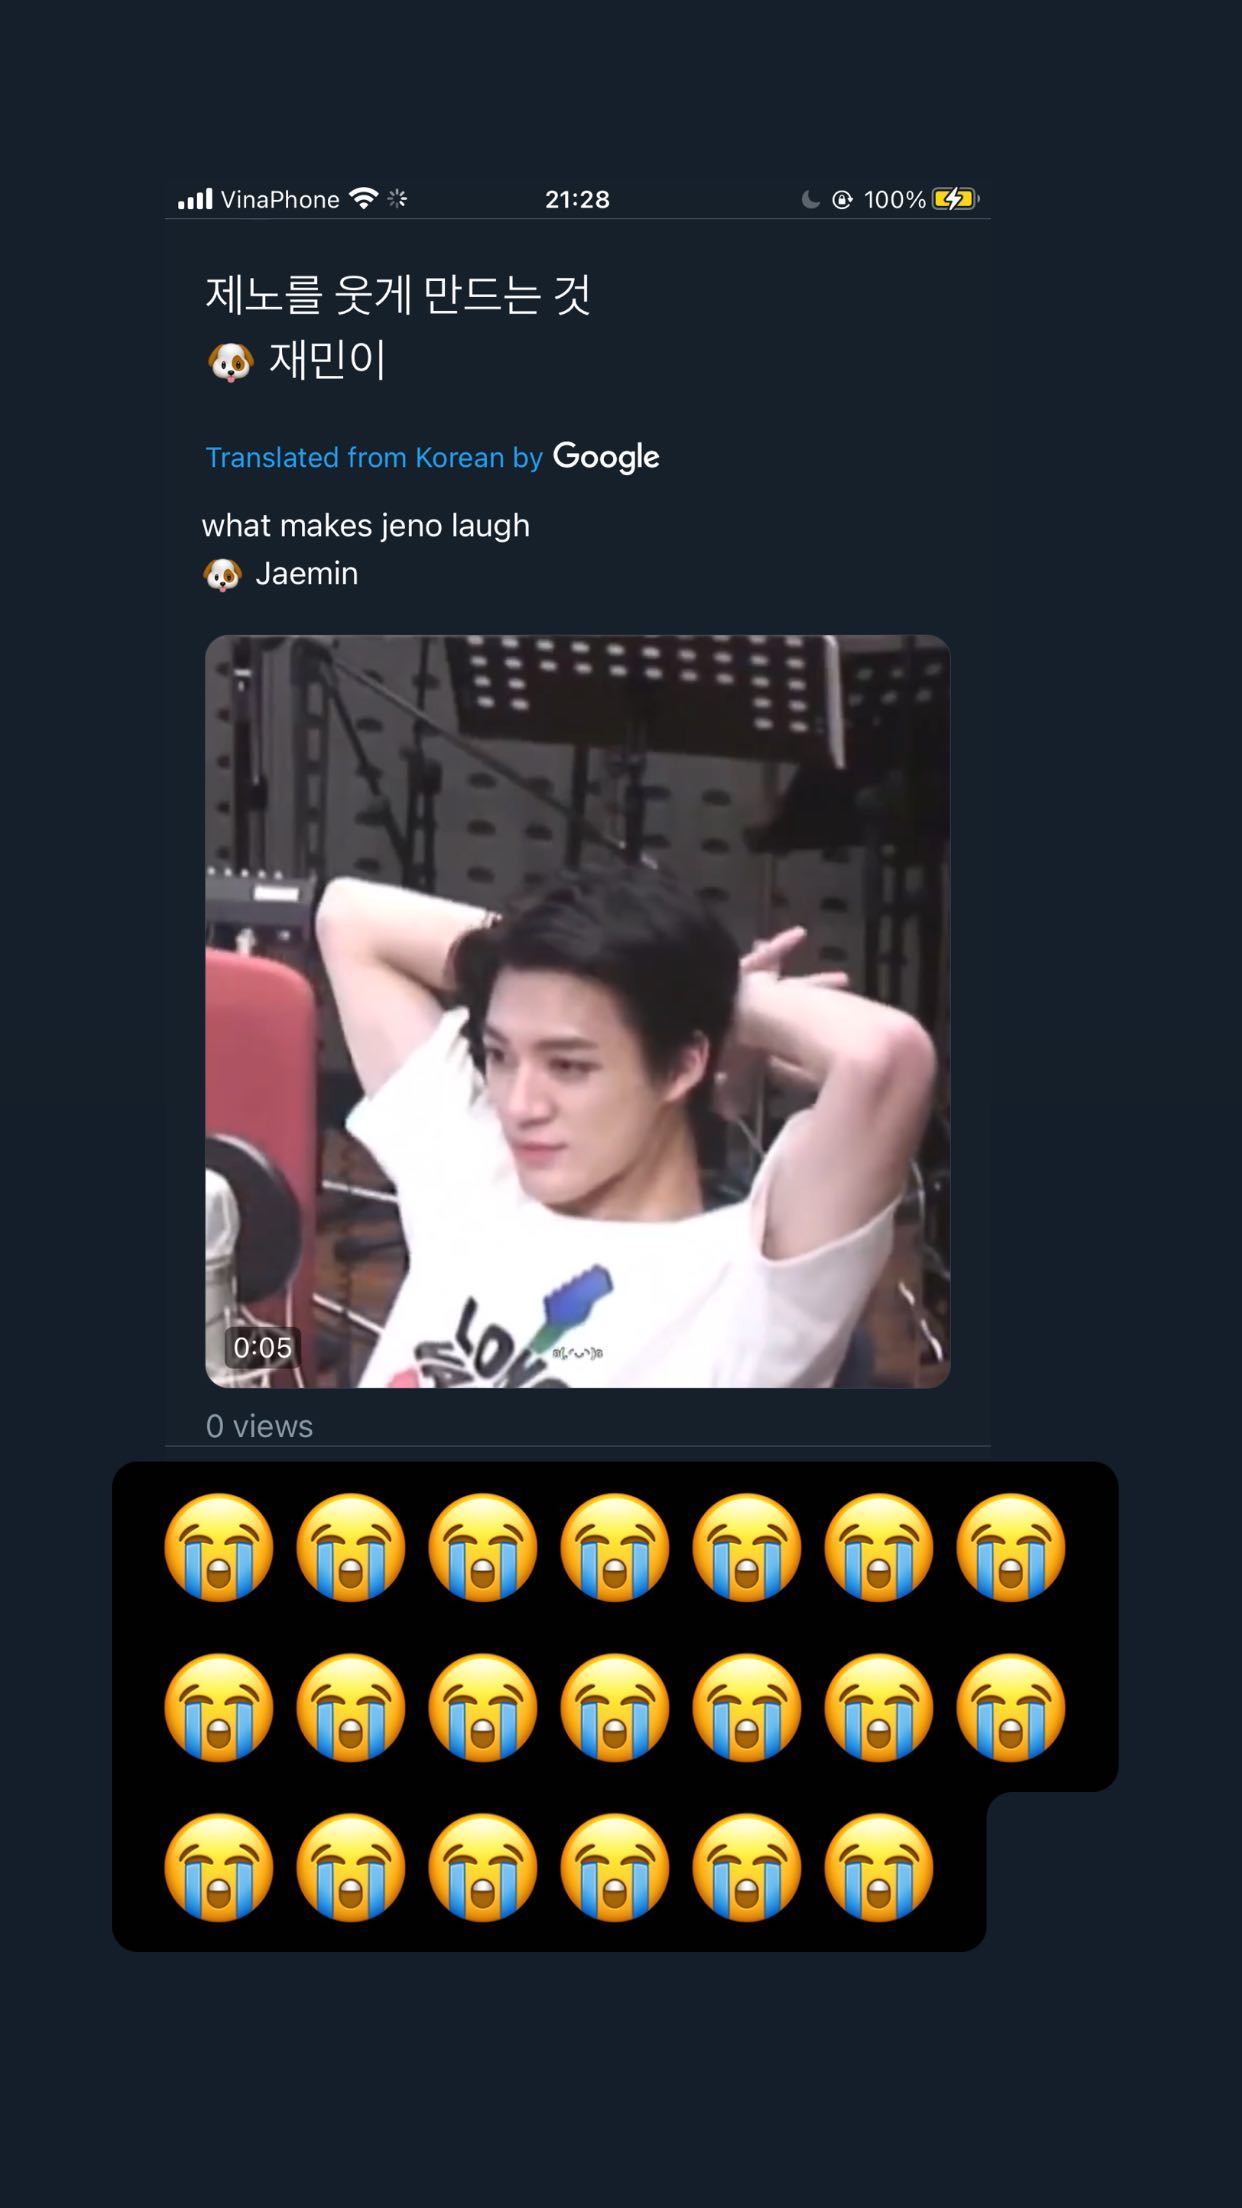 VinaPhone 21:28 100%
제노를 웃게 만드는 것
🐶 재민이
Translated from Korean by Google
what makes jeno laugh
🐶 Jaemin
LOVE
0:05
0 views
😭😭😭😭😭😭😭
😭😭😭😭😭😭😭
😭😭😭😭😭😭